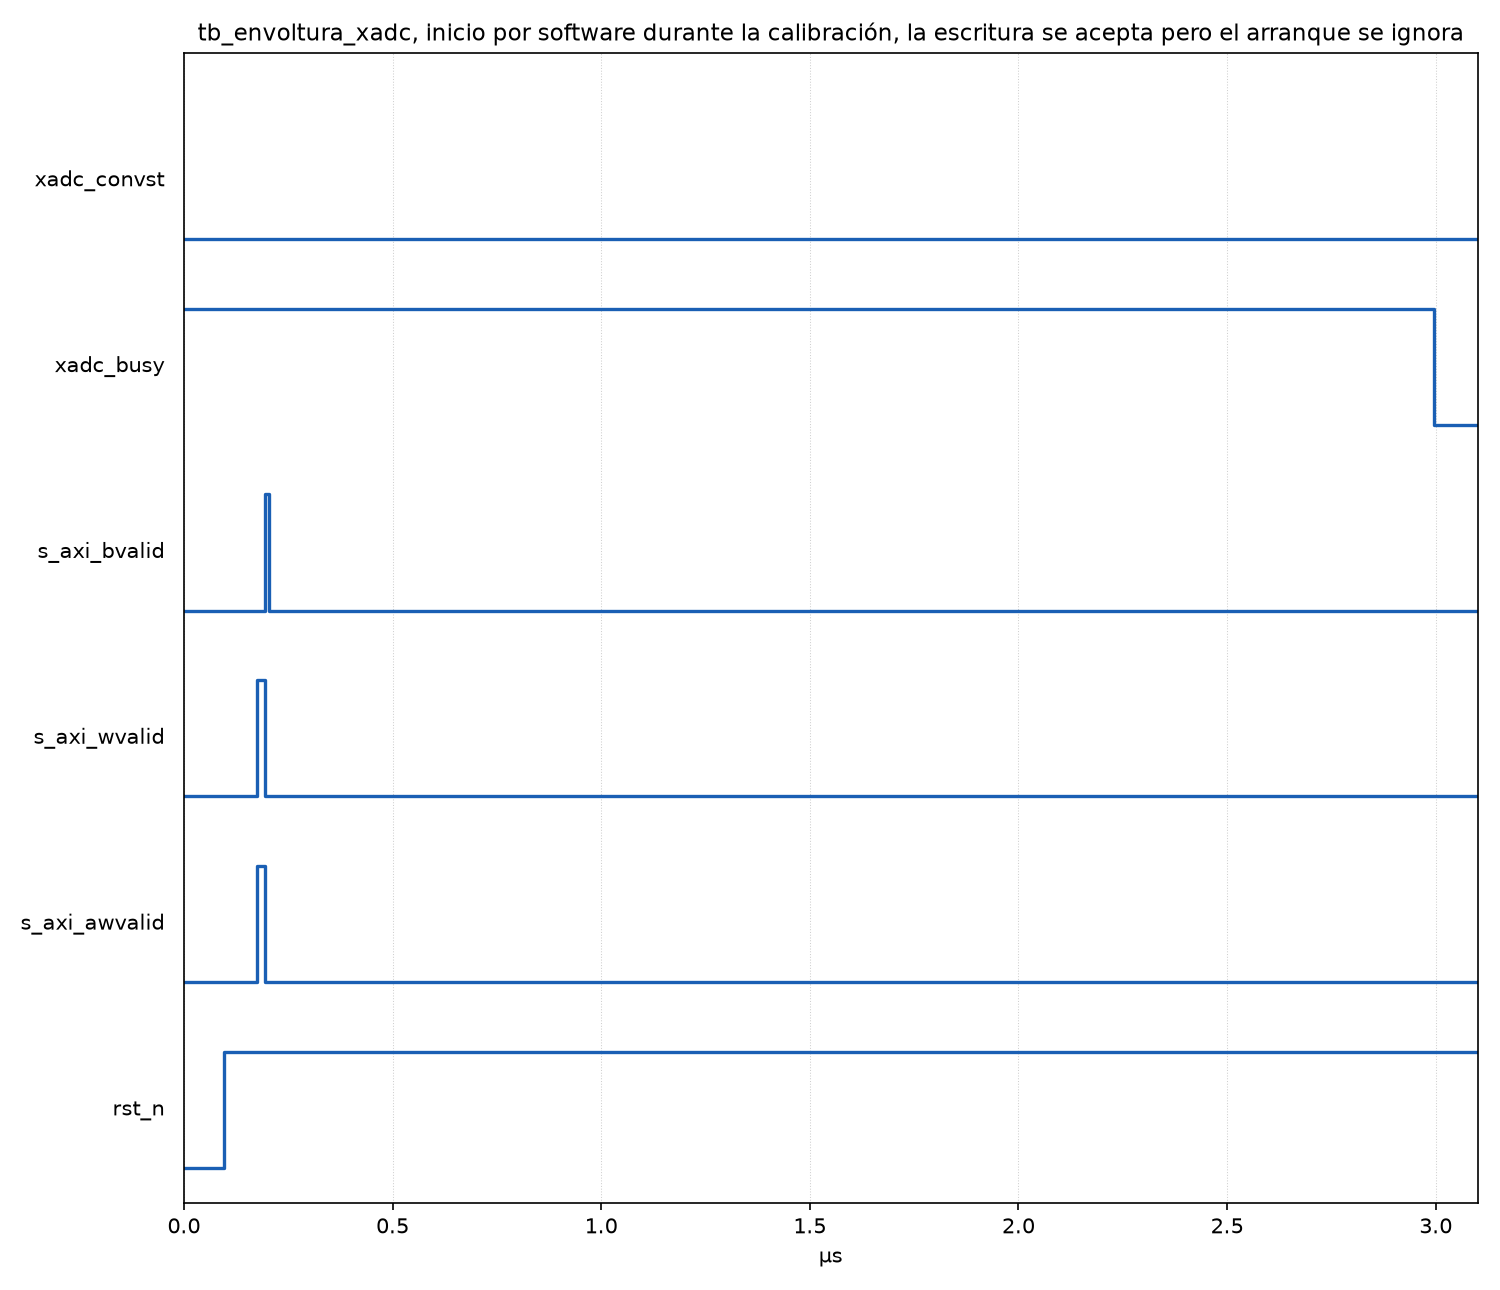 tb_envoltura_xadc, inicio por software durante la calibración, la escritura se acepta pero el arranque se ignora
xadc_convst
xadc_busy
s_axi_bvalid
s_axi_wvalid
s_axi_awvalid
rst_n
0.0 0.5 1.0 1.5 2.0 2.5 3.0
µs